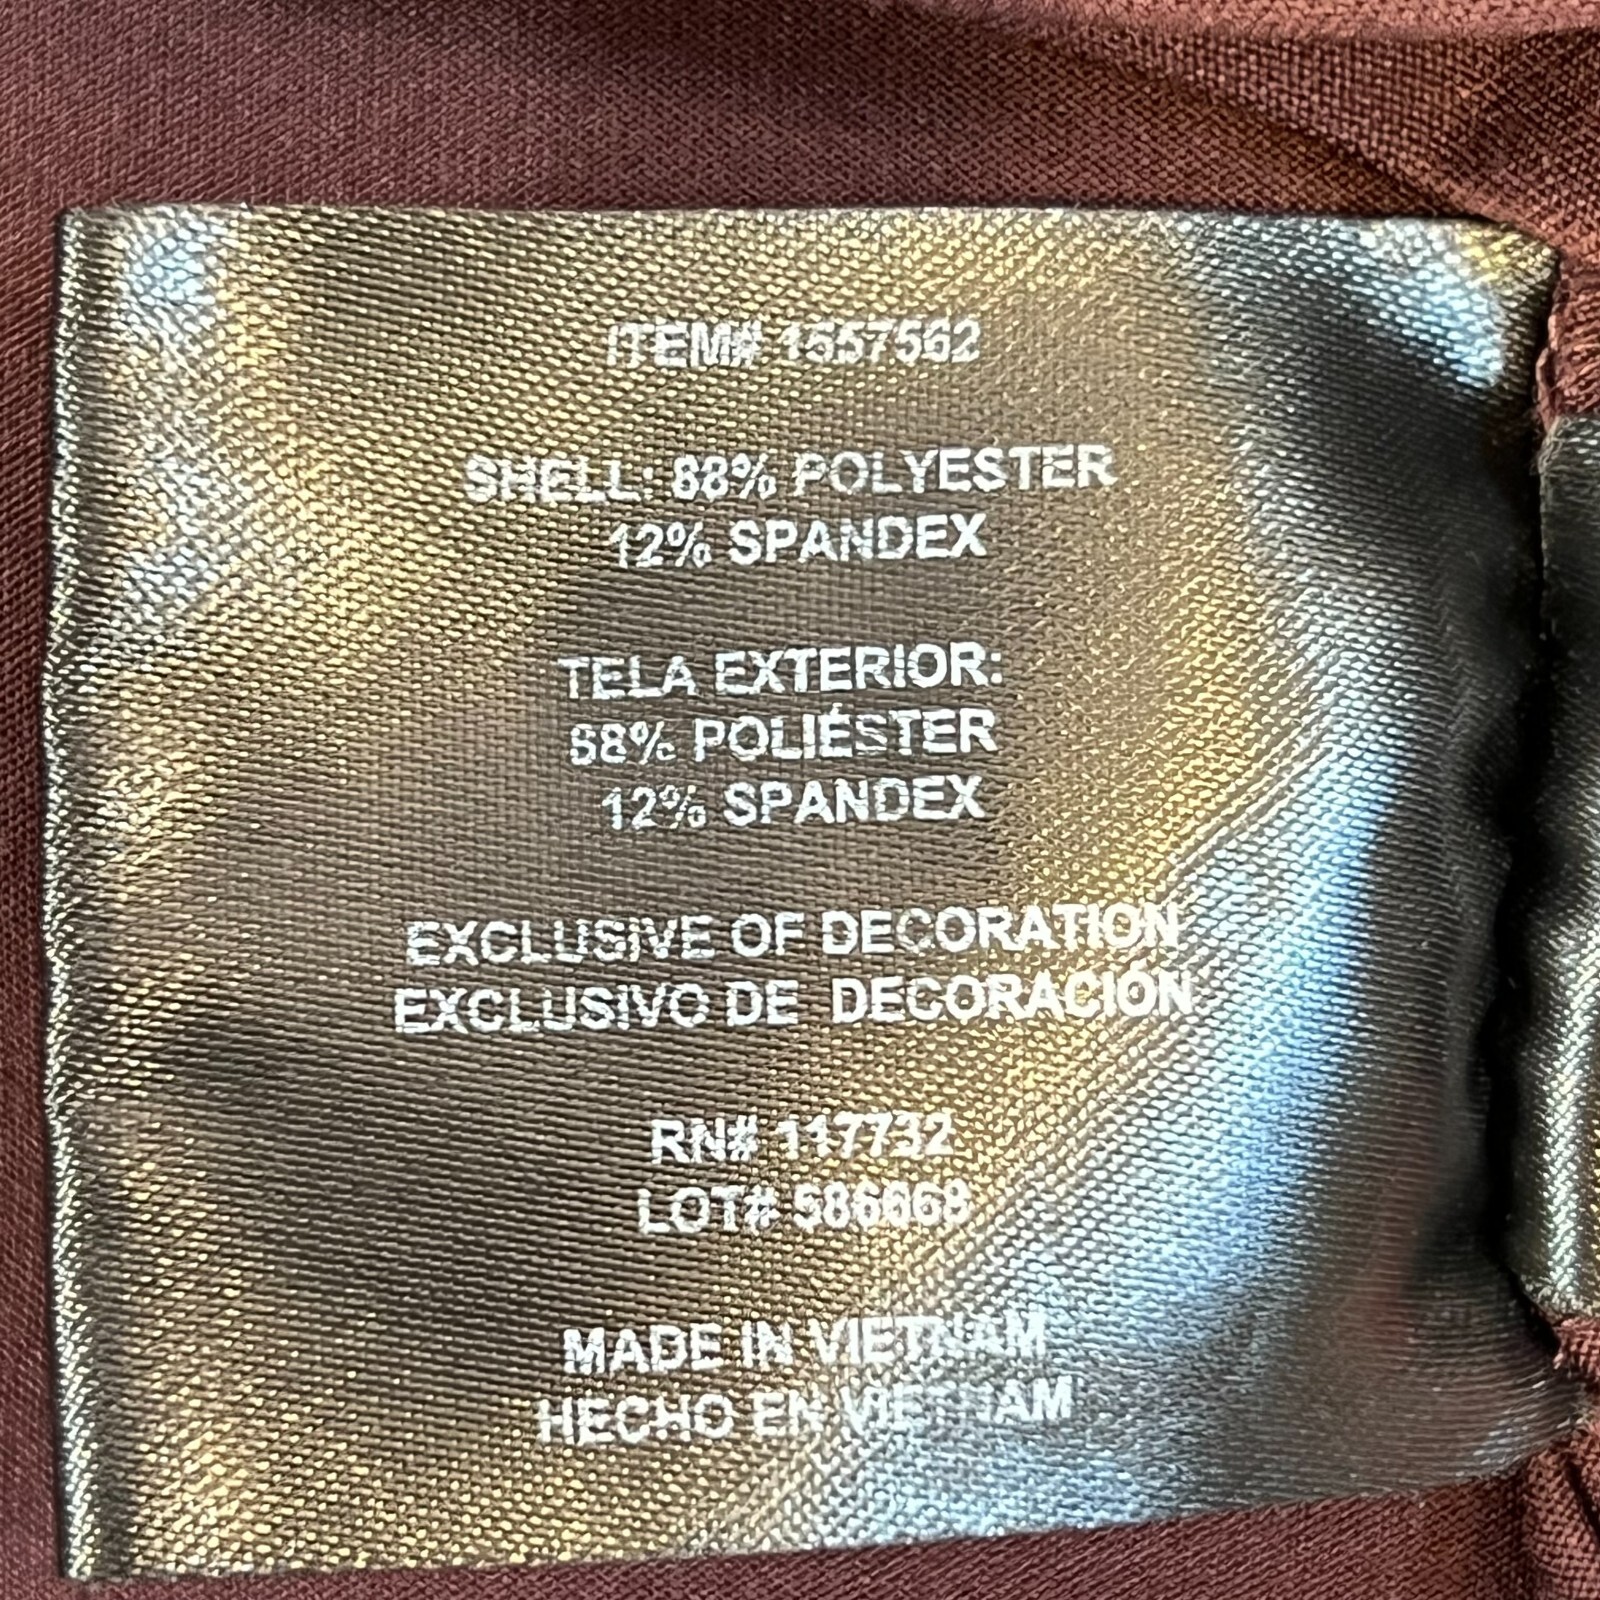 ITEM# 1557562
SHELL: 88% POLYESTER
12% SPANDEX
TELA EXTERIOR:
88% POLIÉSTER
12% SPANDEX
EXCLUSIVE OF DECORATION
EXCLUSIVO DE DECORACIÓN
RN# 117732
LOT# 586668
MADE IN VIETNAM
HECHO EN VIETNAM